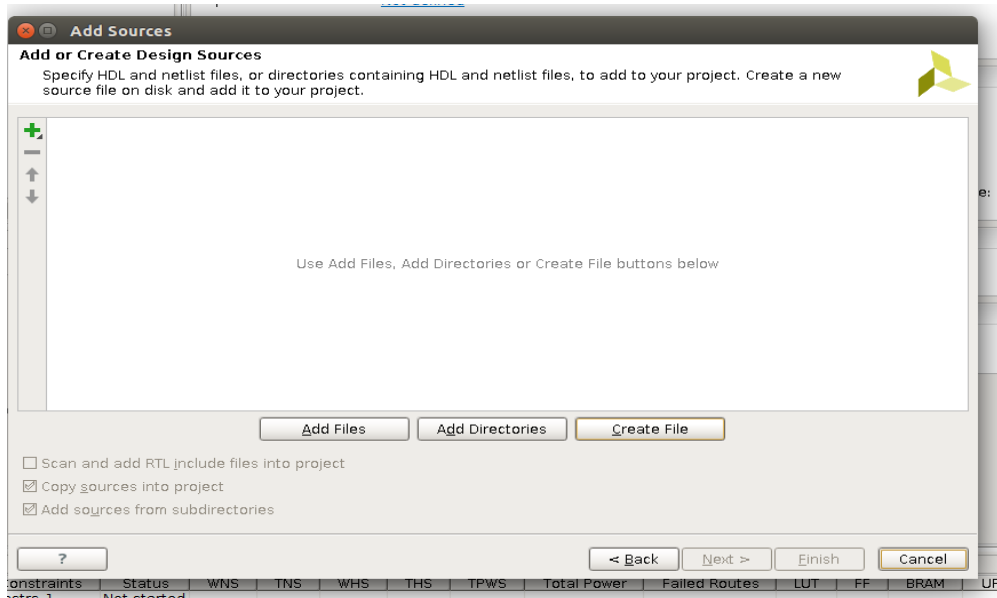 Not defined
Add Sources
Add or Create Design Sources
Specify HDL and netlist files, or directories containing HDL and netlist files, to add to your project. Create a new
source file on disk and add it to your project.
e:
Use Add Files, Add Directories or Create File buttons below
Add Files Add Directories Create File
Scan and add RTL include files into project
Copy sources into project
Add sources from subdirectories
? < Back Next > Finish Cancel
onstraints Status WNS TNS WHS THS TPWS Total Power Failed Routes LUT FF BRAM UR
Not started